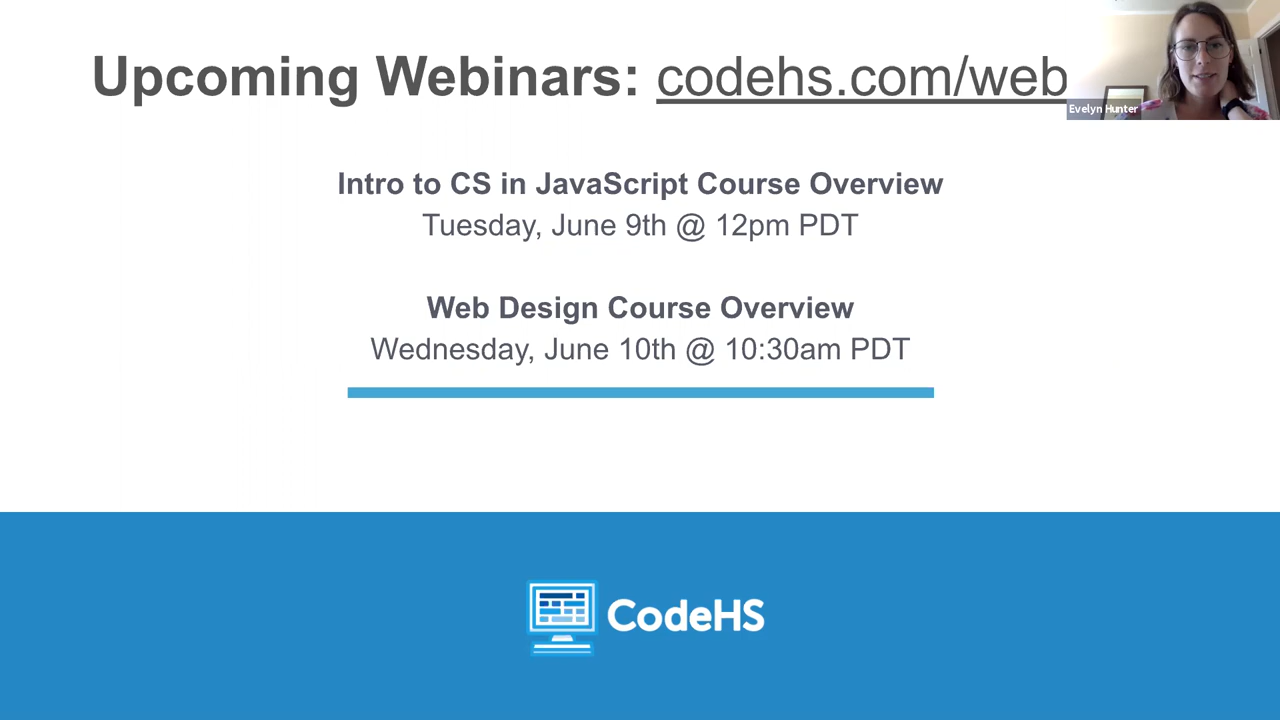 Upcoming Webinars: codehs.com/web
Evelyn Hunter
Intro to CS in JavaScript Course Overview
Tuesday, June 9th @ 12pm PDT
Web Design Course Overview
Wednesday, June 10th @ 10:30am PDT
CodeHS